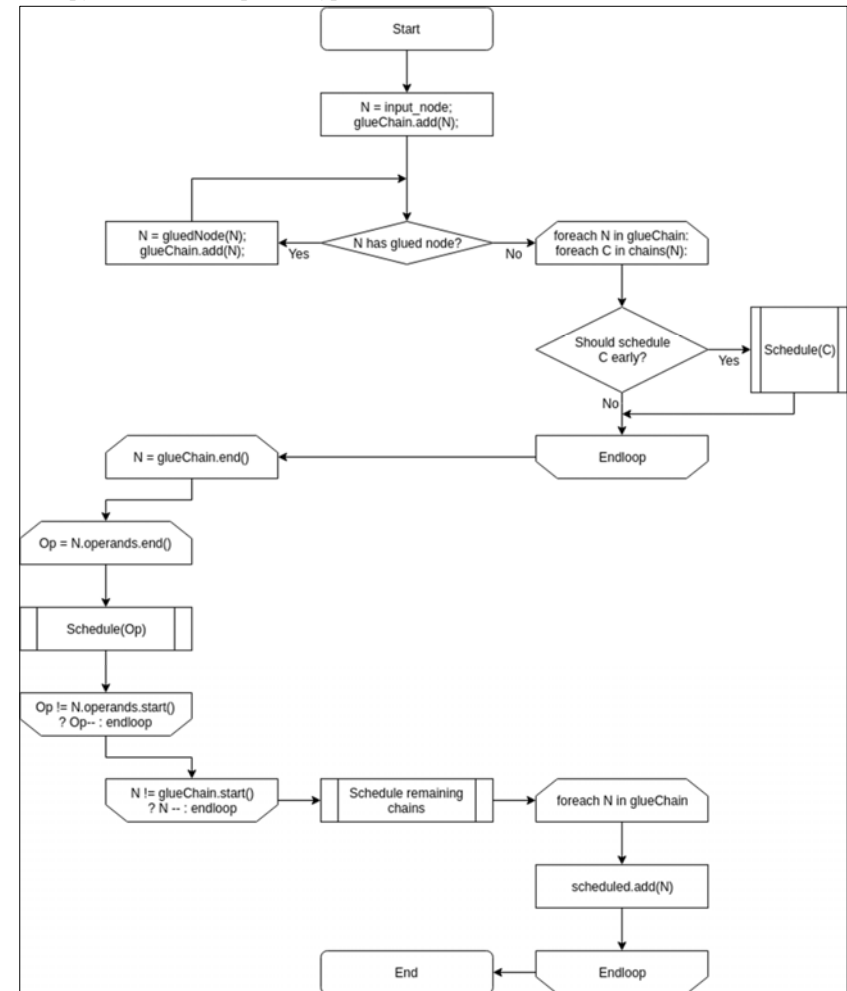 Start
N = input_node;
glueChain.add(N);
N = gluedNode(N);
glueChain.add(N);
Yes
N has glued node?
No
foreach N in glueChain:
foreach C in chains(N):
Should schedule
C early?
Yes
Schedule(C)
No
N = glueChain.end()
Endloop
Op = N.operands.end()
Schedule(Op)
Op != N.operands.start()
? Op-- : endloop
N != glueChain.start()
? N -- : endloop
Schedule remaining
chains
foreach N in glueChain
scheduled.add(N)
End
Endloop